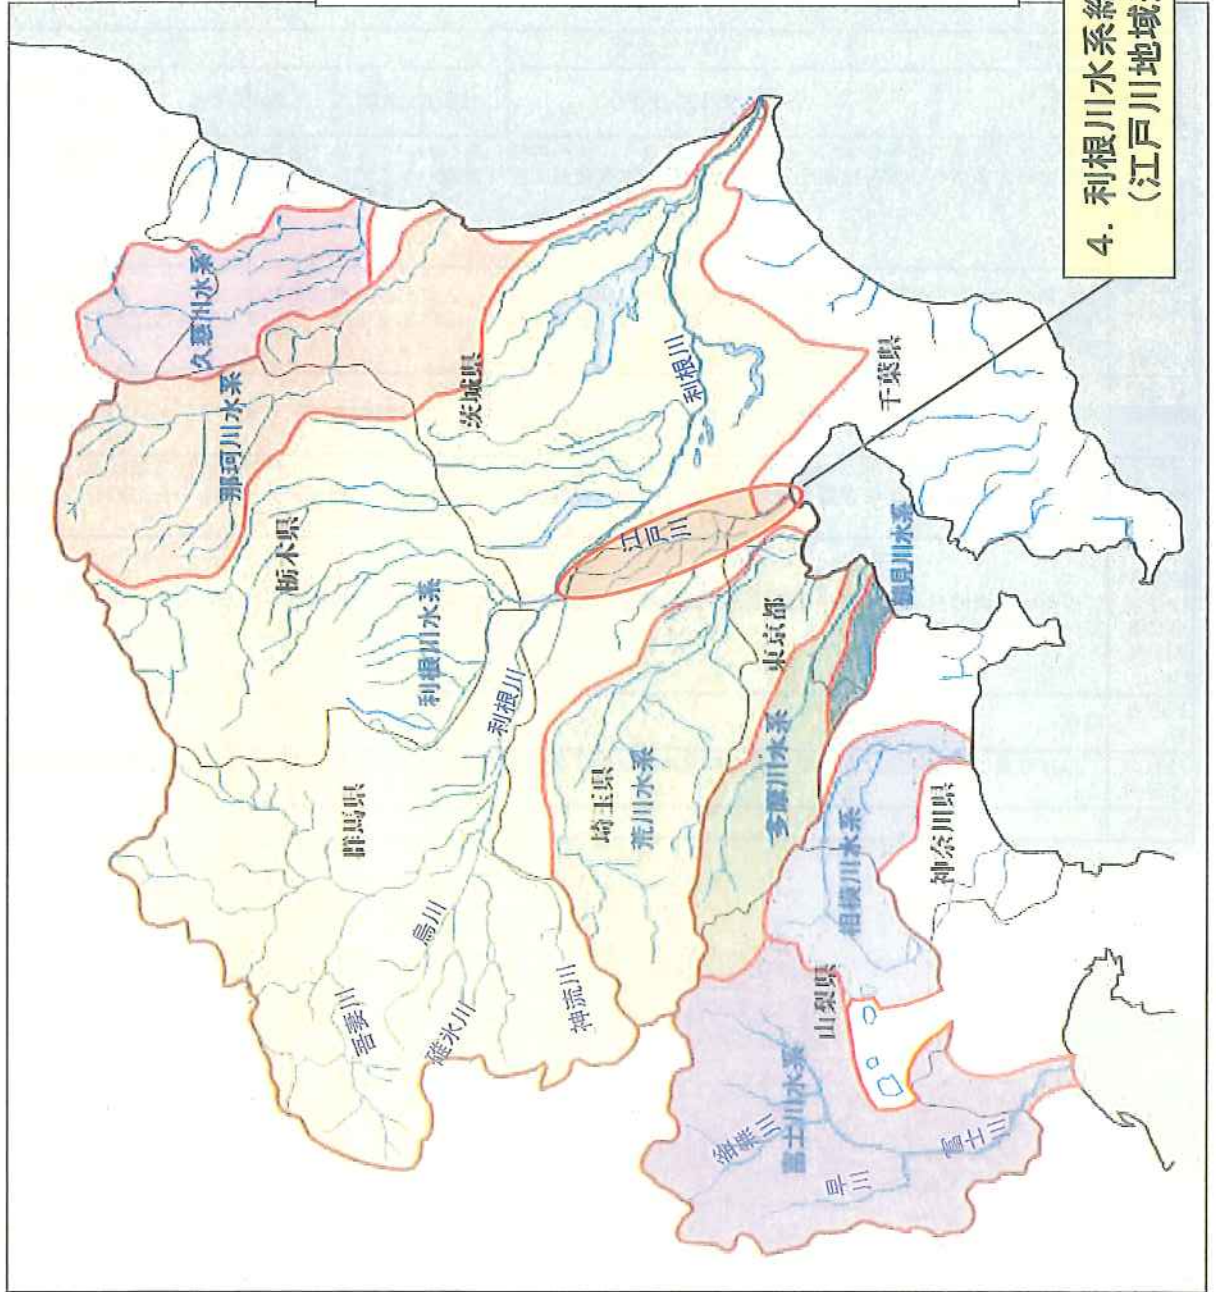 4. 利根川水系
（江戸川地域
久慈川水系
那珂川水系
茨城県
栃木県
利根川
千葉県
江戸川
利根川水系
利根川
群馬県
東京都
鶴見川水系
埼玉県
荒川水系
多摩川水系
烏川
吾妻川
碓氷川
神流川
相模川水系
神奈川県
山梨県
釜無川
富士川水系
早川
富士川